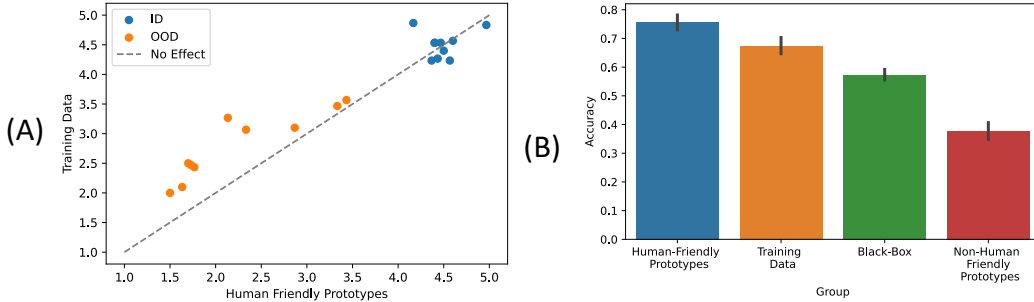 (A)
Training Data
5.0
4.5
4.0
3.5
3.0
2.5
2.0
1.5
1.0
ID
OOD
No Effect
1.0 1.5 2.0 2.5 3.0 3.5 4.0 4.5 5.0
Human Friendly Prototypes
(B)
Accuracy
0.8
0.7
0.6
0.5
0.4
0.3
0.2
0.1
0.0
Human-Friendly
Prototypes
Training
Data
Black-Box
Non-Human
Friendly
Prototypes
Group